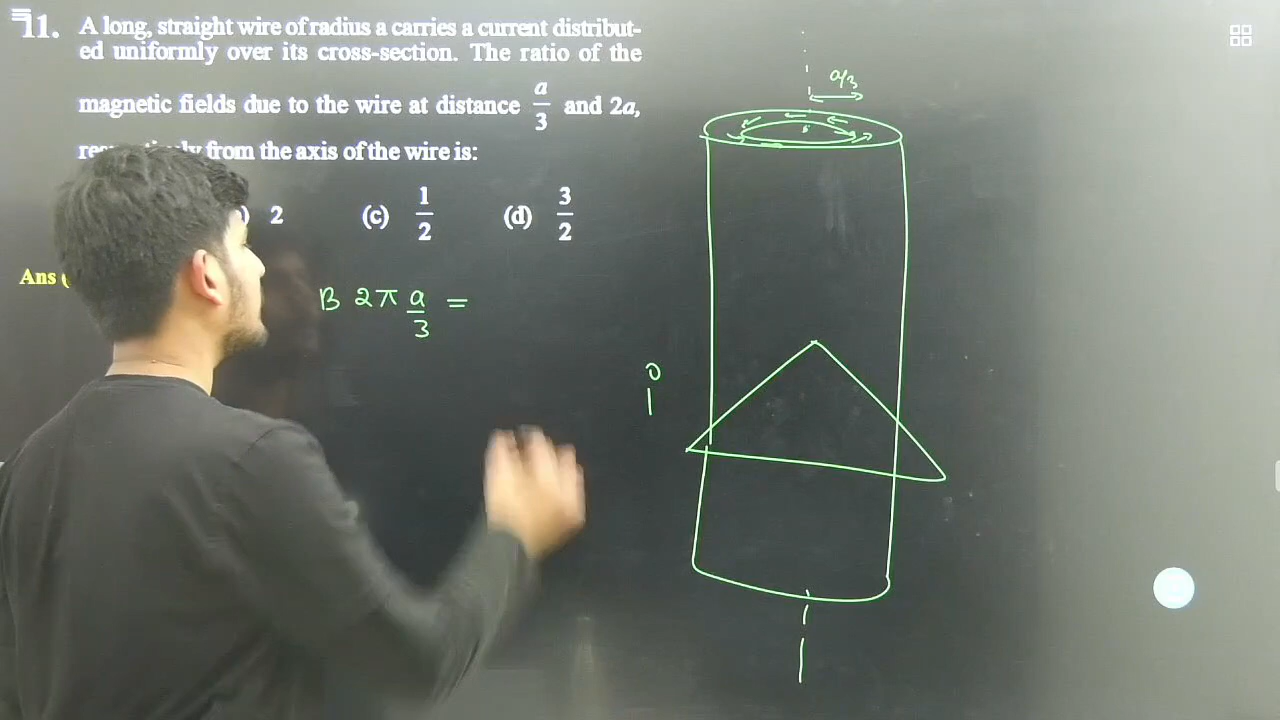 11. A long, straight wire of radius a carries a current distribut-
ed uniformly over its cross-section. The ratio of the
magnetic fields due to the wire at distance a/3 and 2a,
from the axis of the wire is:
2 (c) 1/2 (d) 3/2
Ans (
B 2π a/3 =
a/3
i